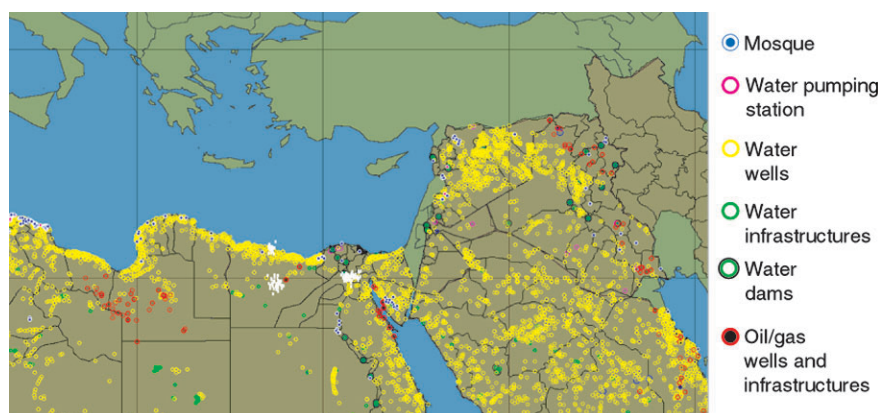 Mosque
Water pumping
station
Water
wells
Water
infrastructures
Water
dams
Oil/gas
wells and
infrastructures